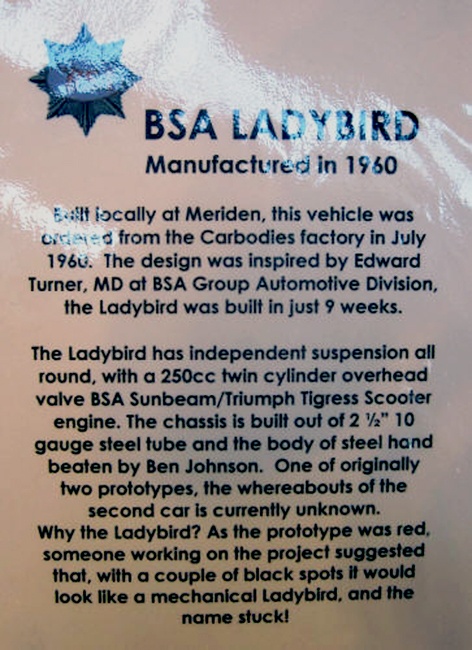 BSA LADYBIRD
Manufactured in 1960
Built locally at Meriden, this vehicle was
ordered from the Carbodies factory in July
1960. The design was inspired by Edward
Turner, MD at BSA Group Automotive Division,
the Ladybird was built in just 9 weeks.
The Ladybird has independent suspension all
round, with a 250cc twin cylinder overhead
valve BSA Sunbeam/Triumph Tigress Scooter
engine. The chassis is built out of 2 ½” 10
gauge steel tube and the body of steel hand
beaten by Ben Johnson. One of originally
two prototypes, the whereabouts of the
second car is currently unknown.
Why the Ladybird? As the prototype was red,
someone working on the project suggested
that, with a couple of black spots it would
look like a mechanical Ladybird, and the
name stuck!